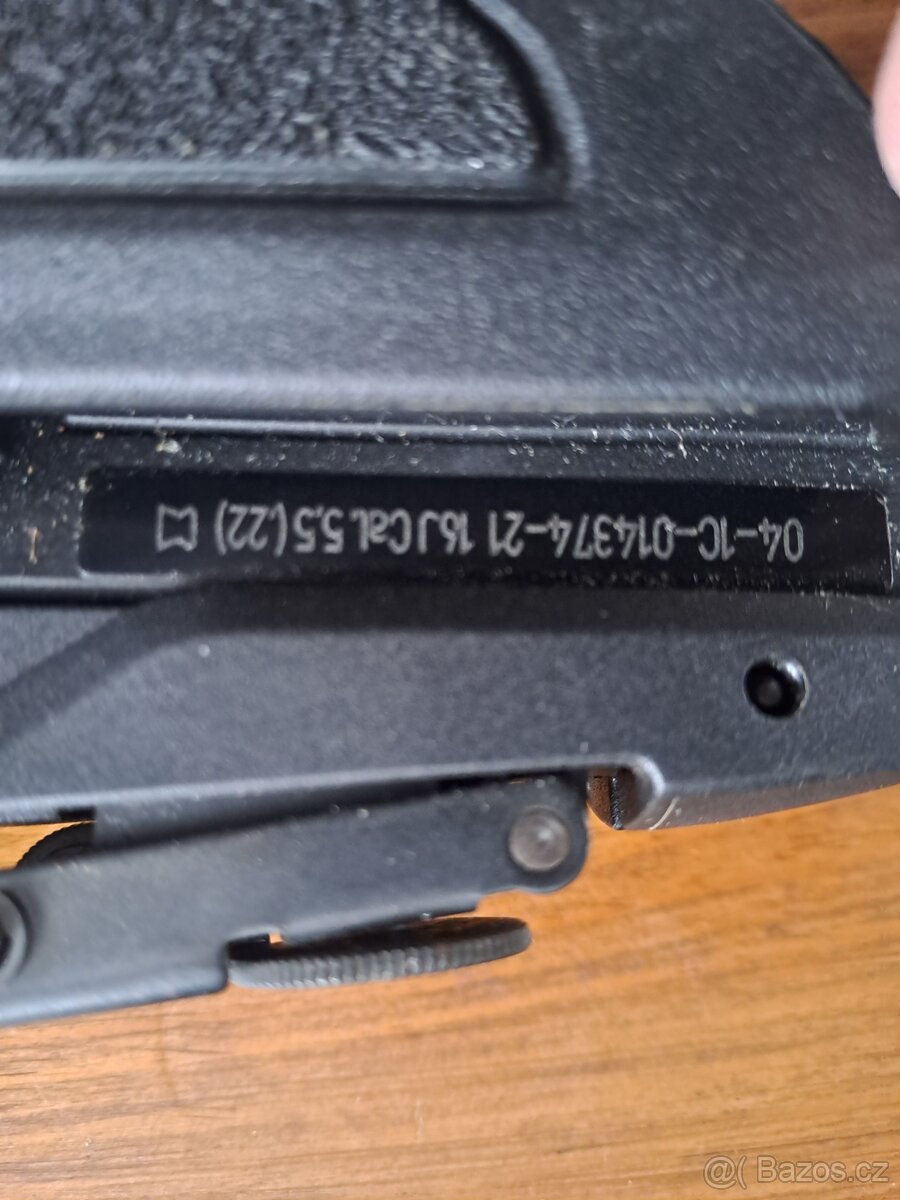 04-1C-014374-21 16J Cal. 5,5 (.22)
@( Bazos.cz